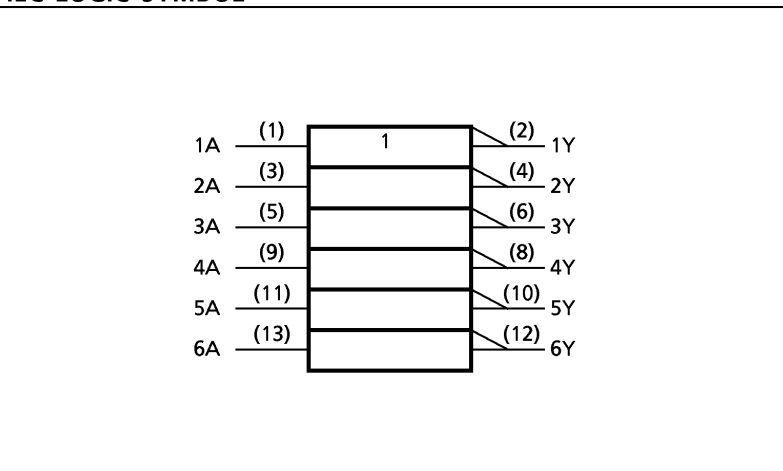 IEC LOGIC SYMBOL
1A (1) 1 (2) 1Y
2A (3) (4) 2Y
3A (5) (6) 3Y
4A (9) (8) 4Y
5A (11) (10) 5Y
6A (13) (12) 6Y